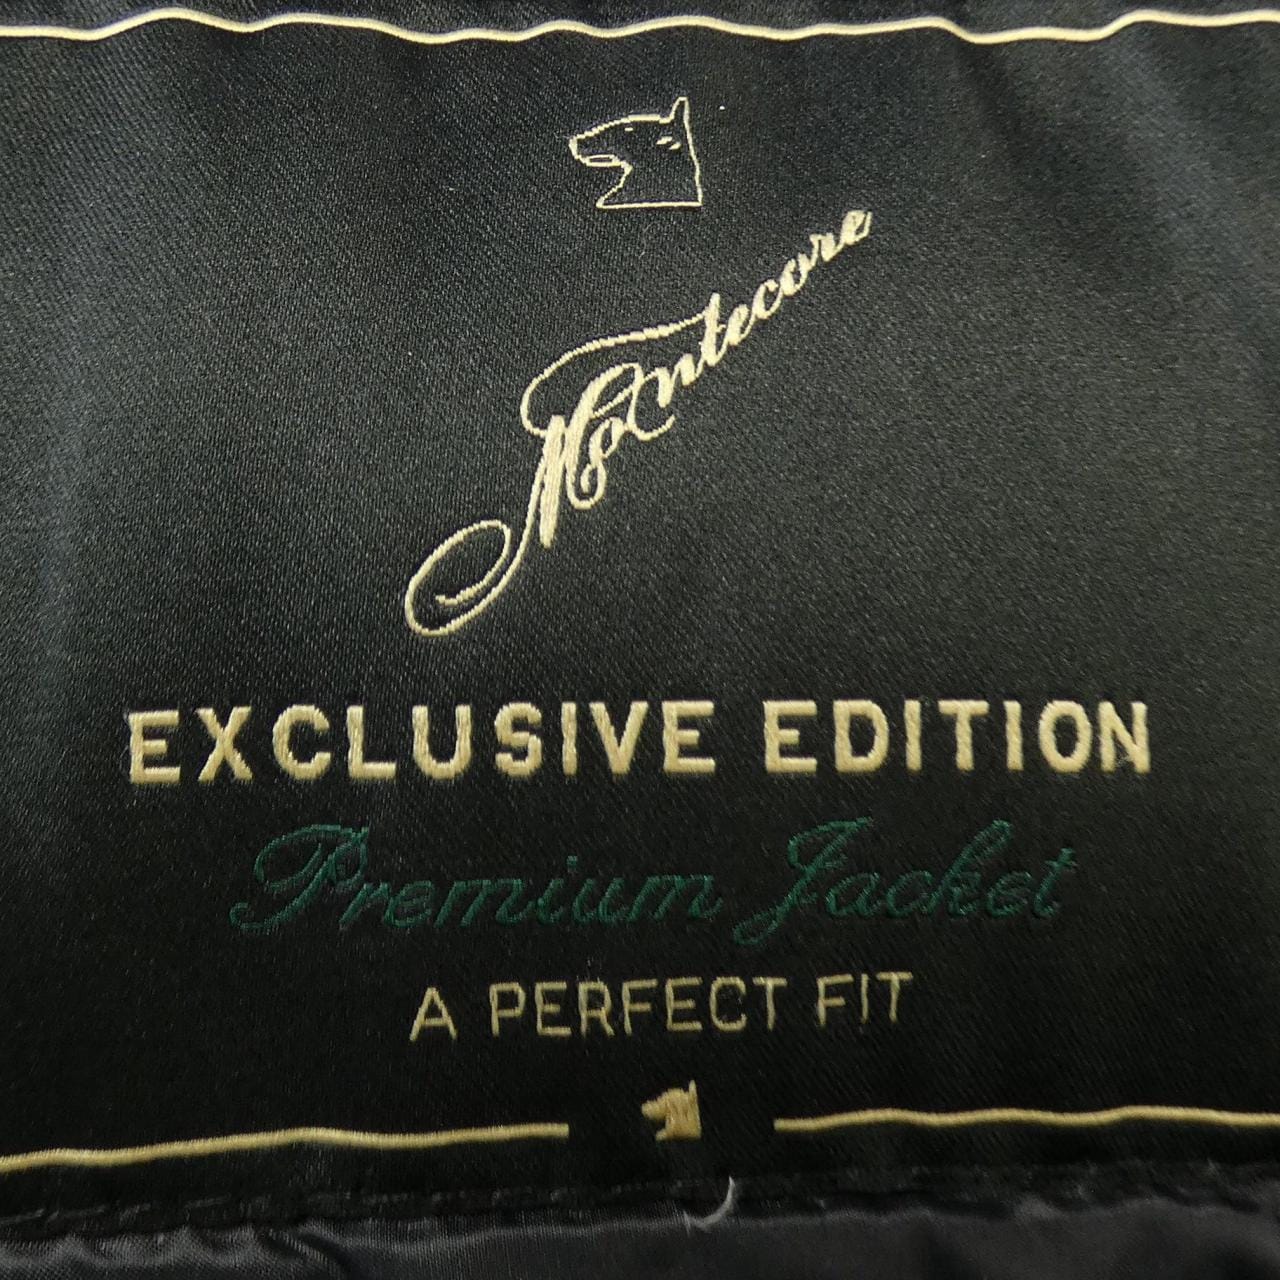 Montecore
EXCLUSIVE EDITION
Premium Jacket
A PERFECT FIT